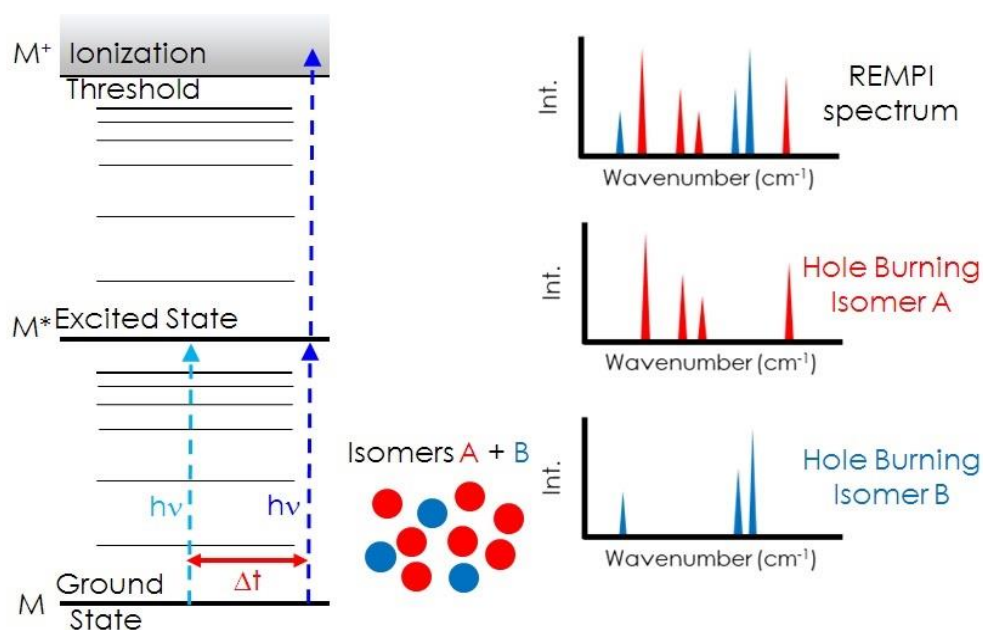 M⁺
Ionization
Threshold
M*
Excited State
hν
hν
Δt
M
Ground
State
Isomers A + B
Int.
REMPI
spectrum
Wavenumber (cm⁻¹)
Int.
Hole Burning
Isomer A
Wavenumber (cm⁻¹)
Int.
Hole Burning
Isomer B
Wavenumber (cm⁻¹)